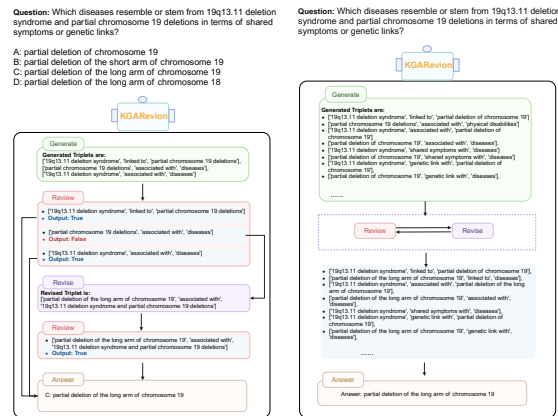 Question: Which diseases resemble or stem from 19q13.11 deletion
syndrome and partial chromosome 19 deletions in terms of shared
symptoms or genetic links?
A: partial deletion of chromosome 19
B: partial deletion of the short arm of chromosome 19
C: partial deletion of the long arm of chromosome 19
D: partial deletion of the long arm of chromosome 18
KGARevion
Generate
Generated Triplets are:
['19q13.11 deletion syndrome', 'linked to', 'partial chromosome 19 deletions'],
['partial chromosome 19 deletions', 'associated with', 'diseases']
['19q13.11 deletion syndrome', 'associated with', 'diseases']
Review
• ['19q13.11 deletion syndrome', 'linked to', 'partial chromosome 19 deletions']
• Output: True
• ['partial chromosome 19 deletions', 'associated with', 'diseases']
• Output: False
• ['19q13.11 deletion syndrome', 'associated with', 'diseases']
• Output: True
Revise
Revised Triplet is:
['partial deletion of the long arm of chromosome 19', 'associated with',
'19q13.11 deletion syndrome and partial chromosome 19 deletions']
Review
• ['partial deletion of the long arm of chromosome 19', 'associated with',
'19q13.11 deletion syndrome and partial chromosome 19 deletions']
• Output: True
Answer
C: partial deletion of the long arm of chromosome 19
Question: Which diseases resemble or stem from 19q13.11 deletion
syndrome and partial chromosome 19 deletions in terms of shared
symptoms or genetic links?
KGARevion
Generate
Generated Triplets are:
• ['19q13.11 deletion syndrome', 'linked to', 'partial deletion of chromosome 19']
• ['partial chromosome 19 deletions', 'associated with', 'physical disabilities']
• ['19q13.11 deletion syndrome', 'associated with', 'partial deletion of
chromosome 19']
• ['partial deletion of chromosome 19', 'associated with', 'diseases'],
• ['19q13.11 deletion syndrome', 'shared symptoms with', 'diseases']
• ['partial deletion of chromosome 19', 'shared symptoms with', 'diseases']
• ['19q13.11 deletion syndrome', 'genetic link with', 'partial deletion of
chromosome 19']
• ['partial deletion of chromosome 19', 'genetic link with', 'diseases'],
......
Review
Revise
• ['19q13.11 deletion syndrome', 'linked to', 'partial deletion of chromosome 19'],
• ['partial deletion of the long arm of chromosome 19', 'linked to', 'diseases'],
• ['19q13.11 deletion syndrome', 'associated with', 'partial deletion of the long
arm of chromosome 19'],
• ['partial deletion of the long arm of chromosome 19', 'associated with',
'diseases'],
• ['19q13.11 deletion syndrome', 'shared symptoms with', 'diseases']
• ['19q13.11 deletion syndrome', 'genetic link with', 'partial deletion of
chromosome 19'],
• ['partial deletion of the long arm of chromosome 19', 'genetic link with',
'diseases'],
......
Answer
Answer: partial deletion of the long arm of chromosome 19